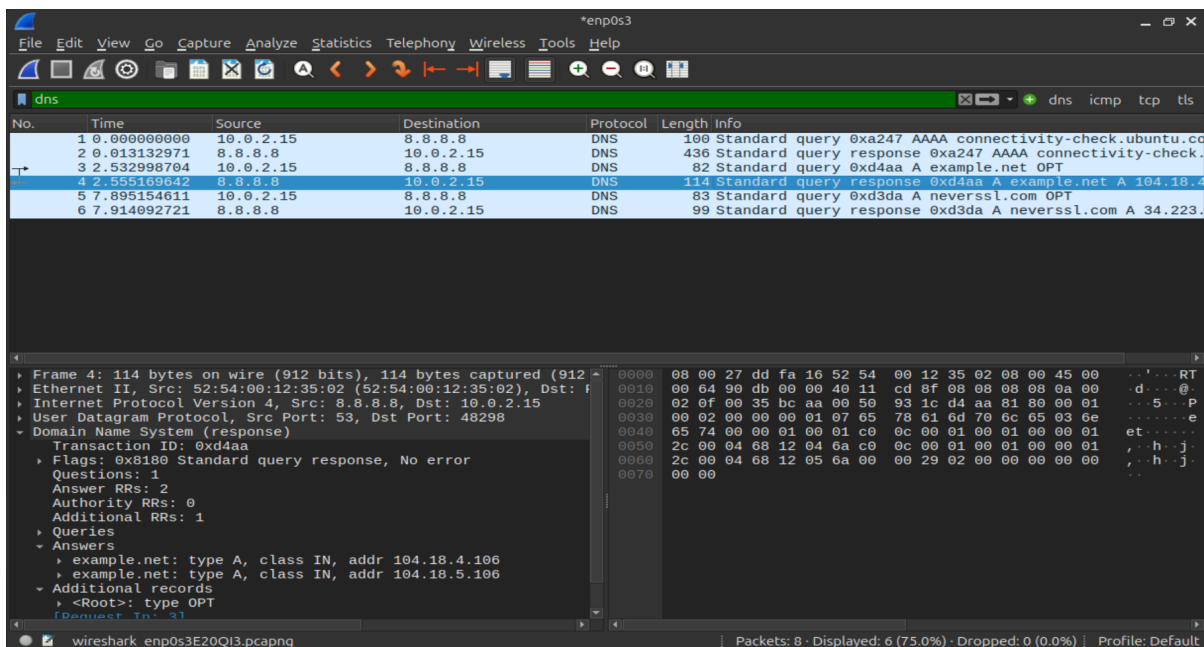 *enp0s3
File Edit View Go Capture Analyze Statistics Telephony Wireless Tools Help
dns dns icmp tcp tls
No. Time Source Destination Protocol Length Info
1 0.000000000 10.0.2.15 8.8.8.8 DNS 100 Standard query 0xa247 AAAA connectivity-check.ubuntu.co
2 0.013132971 8.8.8.8 10.0.2.15 DNS 436 Standard query response 0xa247 AAAA connectivity-check.
3 2.532998704 10.0.2.15 8.8.8.8 DNS 82 Standard query 0xd4aa A example.net OPT
4 2.555169642 8.8.8.8 10.0.2.15 DNS 114 Standard query response 0xd4aa A example.net A 104.18.4
5 7.895154611 10.0.2.15 8.8.8.8 DNS 83 Standard query 0xd3da A neverssl.com OPT
6 7.914092721 8.8.8.8 10.0.2.15 DNS 99 Standard query response 0xd3da A neverssl.com A 34.223.
Frame 4: 114 bytes on wire (912 bits), 114 bytes captured (912
Ethernet II, Src: 52:54:00:12:35:02 (52:54:00:12:35:02), Dst: P
Internet Protocol Version 4, Src: 8.8.8.8, Dst: 10.0.2.15
User Datagram Protocol, Src Port: 53, Dst Port: 48298
Domain Name System (response)
Transaction ID: 0xd4aa
Flags: 0x8180 Standard query response, No error
Questions: 1
Answer RRs: 2
Authority RRs: 0
Additional RRs: 1
Queries
Answers
example.net: type A, class IN, addr 104.18.4.106
example.net: type A, class IN, addr 104.18.5.106
Additional records
<Root>: type OPT
[Request In: 3]
0000 08 00 27 dd fa 16 52 54 00 12 35 02 08 00 45 00 ··'···RT
0010 00 64 90 db 00 00 40 11 cd 8f 08 08 08 08 0a 00 ·d····@·
0020 02 0f 00 35 bc aa 00 50 93 1c d4 aa 81 80 00 01 ···5···P
0030 00 02 00 00 00 01 07 65 78 61 6d 70 6c 65 03 6e ·······e
0040 65 74 00 00 01 00 01 c0 0c 00 01 00 01 00 00 01 et······
0050 2c 00 04 68 12 04 6a c0 0c 00 01 00 01 00 00 01 ,··h··j·
0060 2c 00 04 68 12 05 6a 00 00 29 02 00 00 00 00 00 ,··h··j·
0070 00 00 ··
wireshark_enp0s3E20QI3.pcapng Packets: 8 · Displayed: 6 (75.0%) · Dropped: 0 (0.0%) Profile: Default